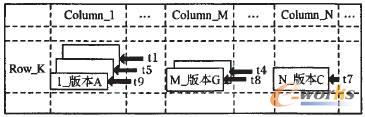 Column_1 ... Column_M ... Column_N ...
t1
t5 t4
Row_K 1_版本A t9 M_版本G t8 N_版本C t7
e-works